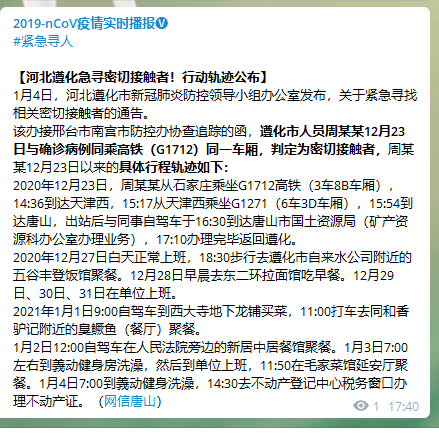 2019-nCoV疫情实时播报
#紧急寻人
【河北遵化急寻密切接触者！行动轨迹公布】
1月4日，河北遵化市新冠肺炎防控领导小组办公室发布，关于紧急寻找
相关密切接触者的通告。
该办接邢台市南宫市防控办协查追踪的函，遵化市人员周某某12月23
日与确诊病例同乘高铁（G1712）同一车厢，判定为密切接触者，周某
某12月23日以来的具体行程轨迹如下：
2020年12月23日，周某某从石家庄乘坐G1712高铁（3车8B车厢），
14:36到达天津西，15:17从天津西乘坐G1271（6车3D车厢），15:54到
达唐山，出站后与同事自驾车于16:30到达唐山市国土资源局（矿产资
源科办公室办理业务），17:10办理完毕返回遵化。
2020年12月27日白天正常上班，18:30步行去遵化市自来水公司附近的
五谷丰登饭馆聚餐。12月28日早晨去东二环拉面馆吃早餐。12月29
日、30日、31日在单位上班。
2021年1月1日9:00自驾车到西大寺地下龙铺买菜，11:00打车去同和香
驴记附近的臭鳜鱼（餐厅）聚餐。
1月2日12:00自驾车在人民法院旁边的新居中居餐馆聚餐。1月3日7:00
左右到義动健身房洗澡，然后到单位上班，11:50在毛家菜馆延安厅聚
餐。1月4日7:00到義动健身洗澡，14:30去不动产登记中心税务窗口办
理不动产证。（网信唐山）
1 17:40